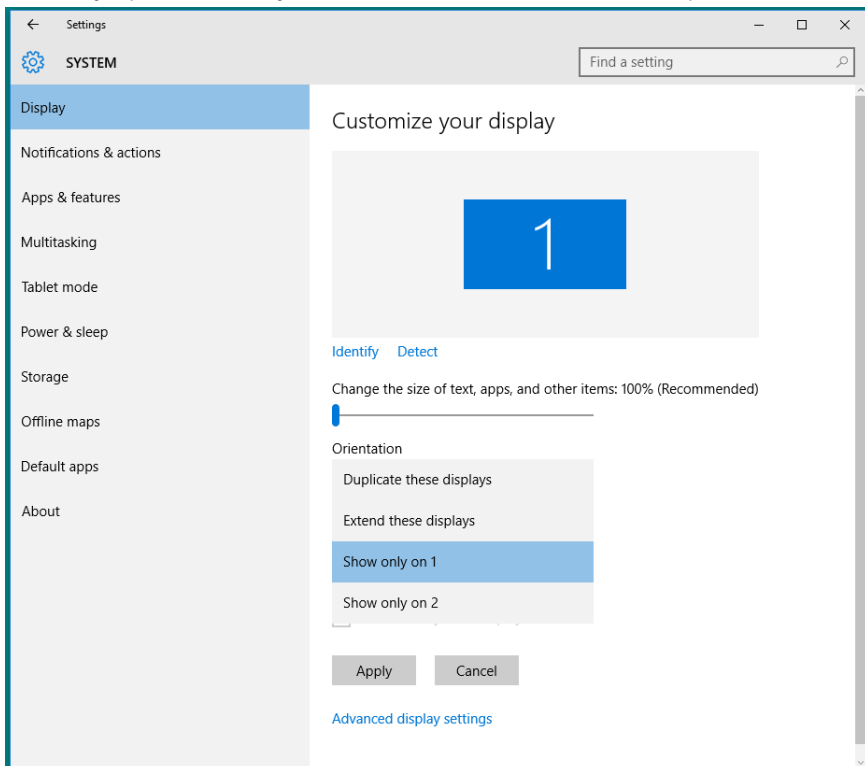 Settings
SYSTEM
Find a setting
Display
Notifications & actions
Apps & features
Multitasking
Tablet mode
Power & sleep
Storage
Offline maps
Default apps
About
Customize your display
1
Identify Detect
Change the size of text, apps, and other items: 100% (Recommended)
Orientation
Duplicate these displays
Extend these displays
Show only on 1
Show only on 2
Apply Cancel
Advanced display settings